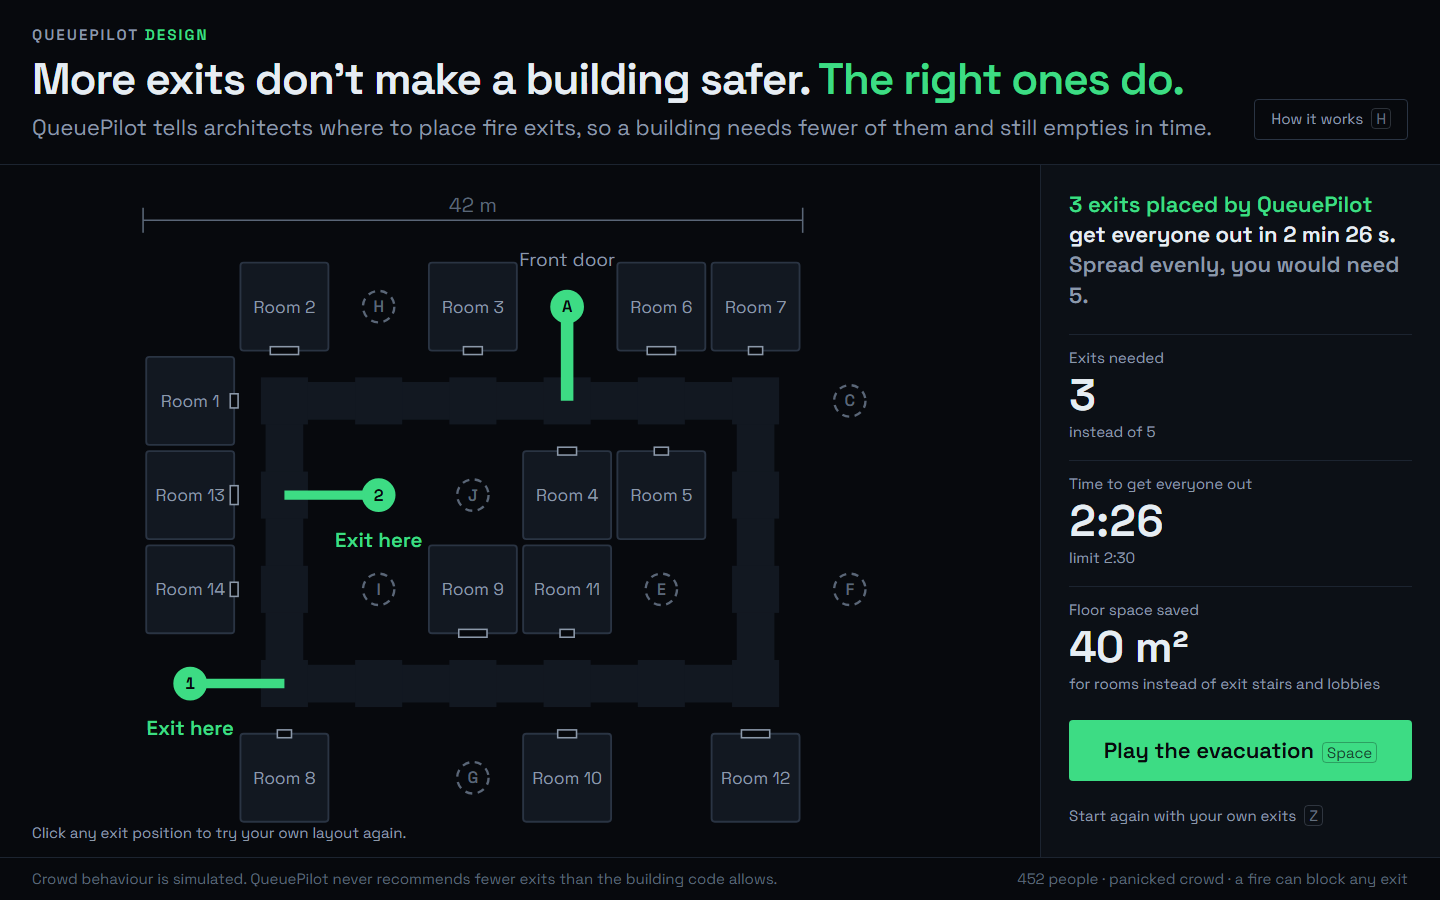 QUEUEPILOT DESIGN
More exits don't make a building safer. The right ones do.
QueuePilot tells architects where to place fire exits, so a building needs fewer of them and still empties in time.
How it works H
42 m
Front door
Room 2
H
Room 3
A
Room 6
Room 7
Room 1
C
Room 13
2
J
Room 4
Room 5
Exit here
Room 14
I
Room 9
Room 11
E
F
1
Exit here
Room 8
G
Room 10
Room 12
Click any exit position to try your own layout again.
3 exits placed by QueuePilot
get everyone out in 2 min 26 s.
Spread evenly, you would need
5.
Exits needed
3
instead of 5
Time to get everyone out
2:26
limit 2:30
Floor space saved
40 m²
for rooms instead of exit stairs and lobbies
Play the evacuation Space
Start again with your own exits Z
Crowd behaviour is simulated. QueuePilot never recommends fewer exits than the building code allows.
452 people · panicked crowd · a fire can block any exit